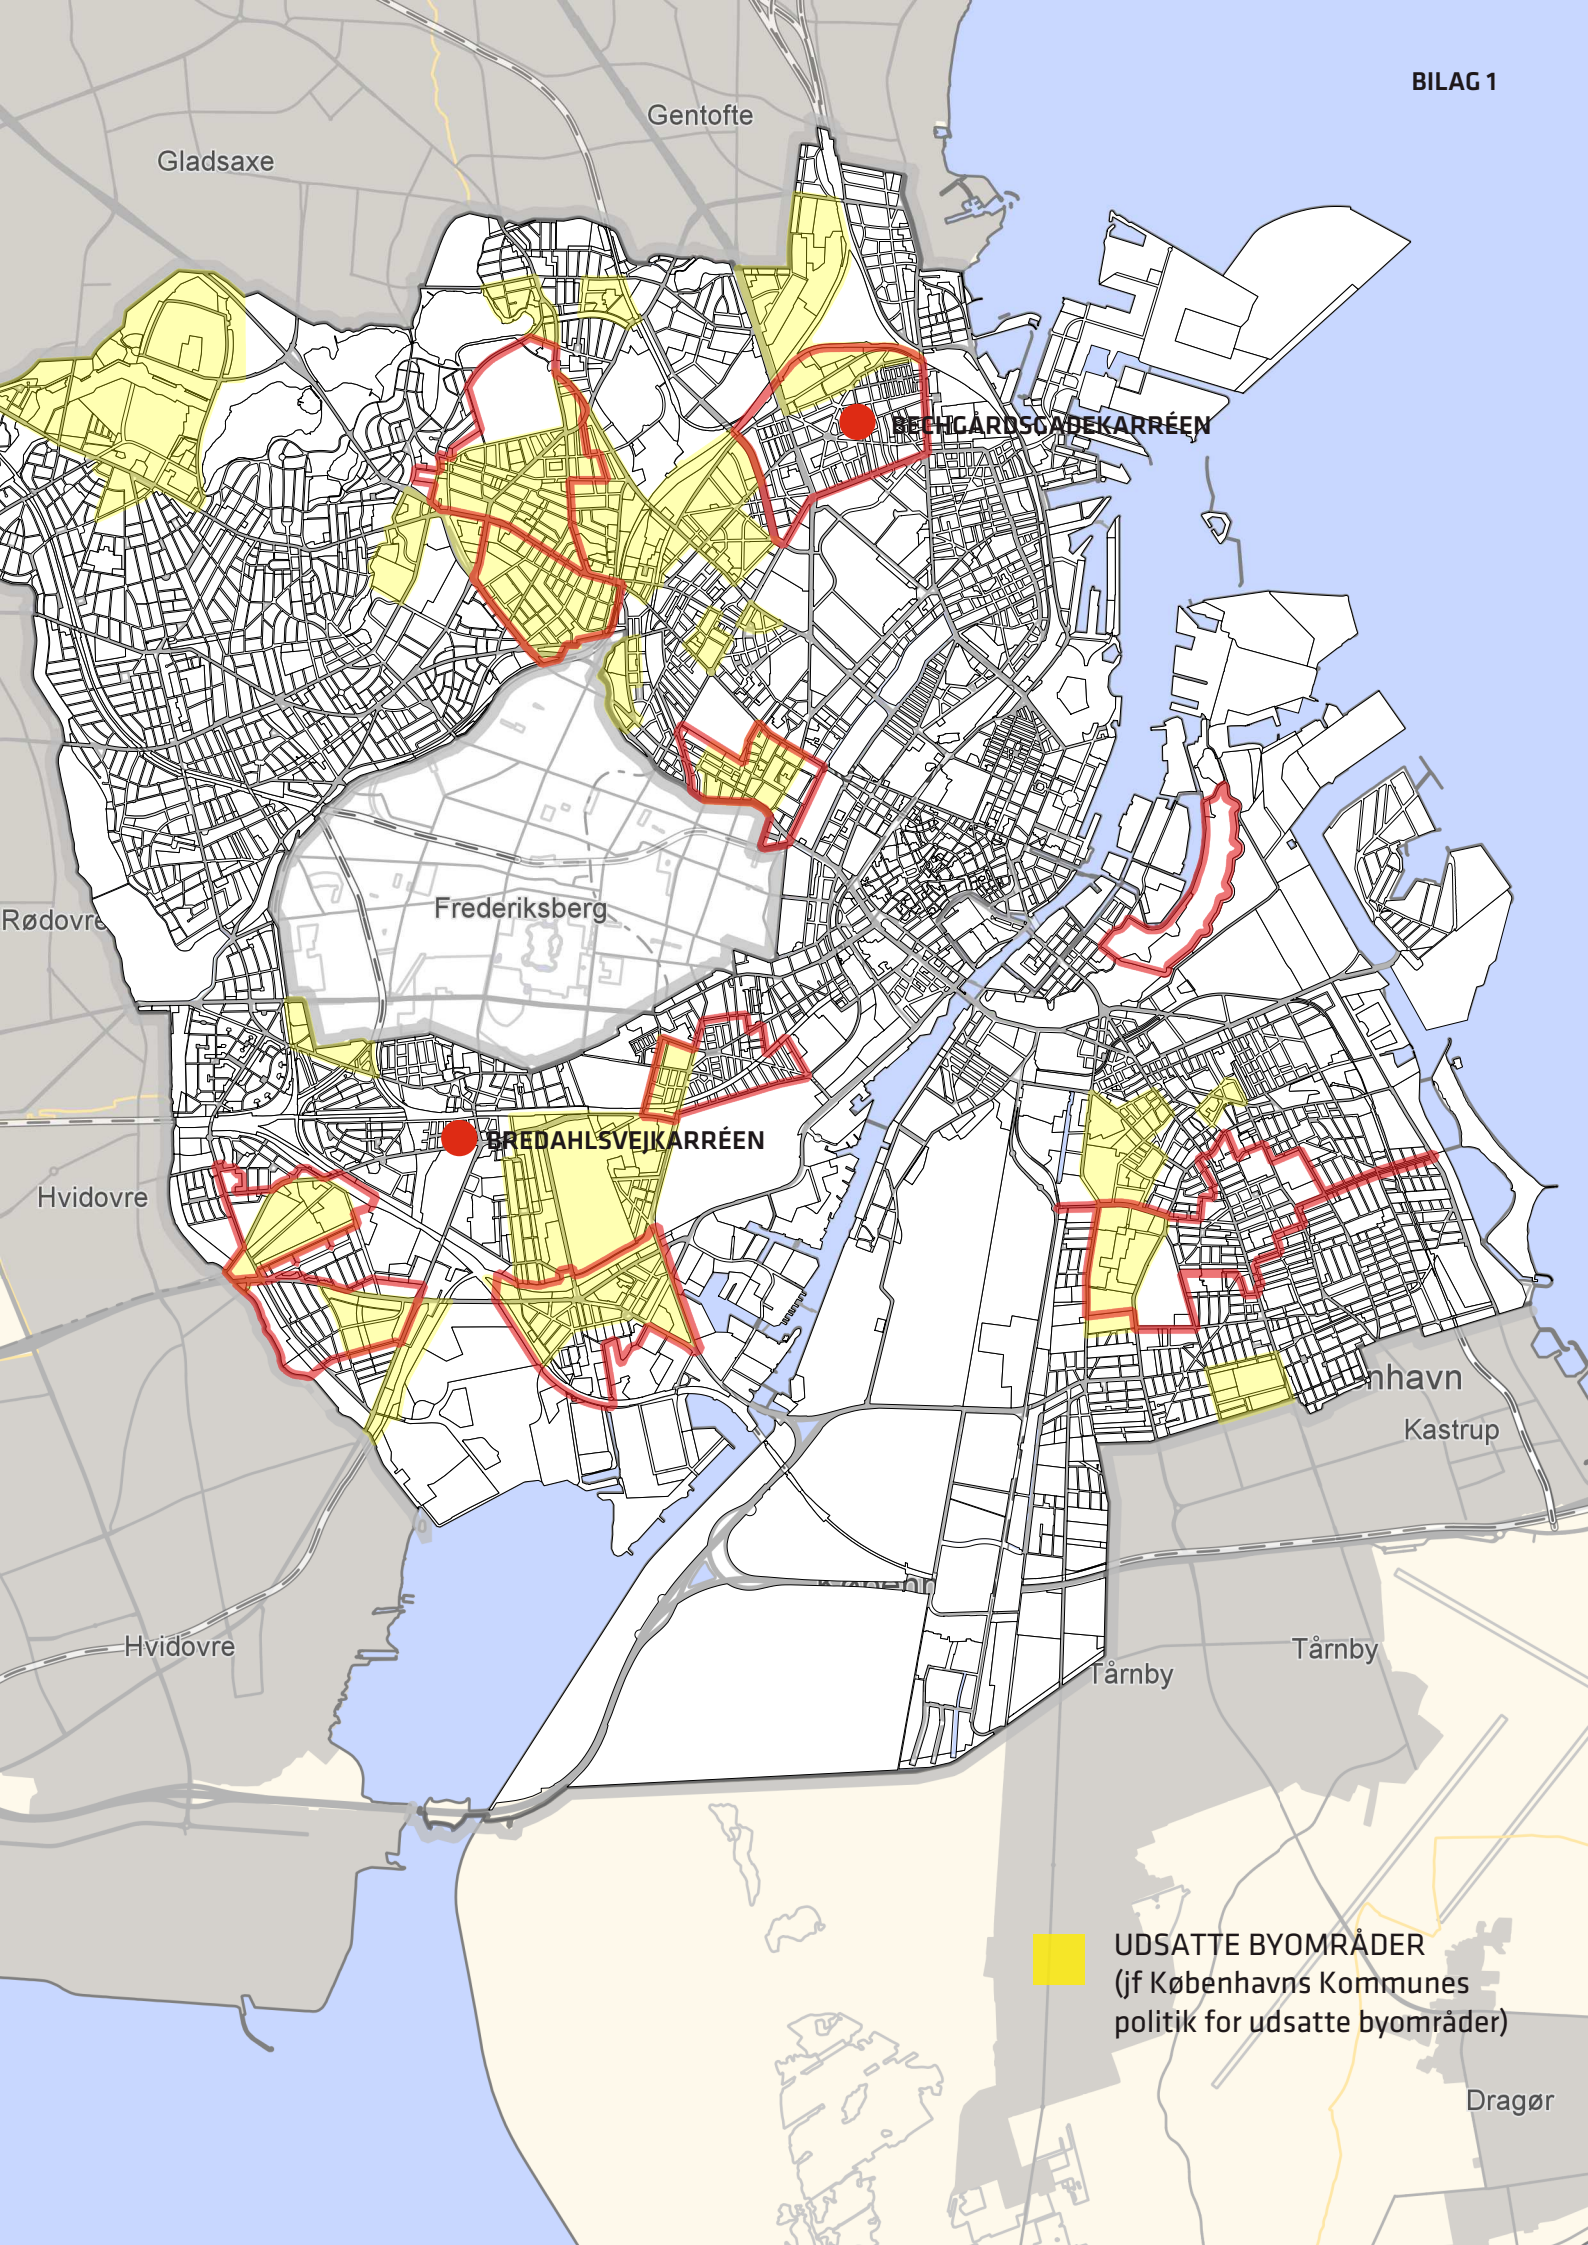 BILAG 1
Gentofte
Gladsaxe
BECHGÅRDSGADEKARRÉEN
Frederiksberg
Rødovre
BREDAHLSVEJKARRÉEN
Hvidovre
nhavn
Kastrup
Hvidovre
Tårnby
Tårnby
UDSATTE BYOMRÅDER
(jf Københavns Kommunes
politik for udsatte byområder)
Dragør